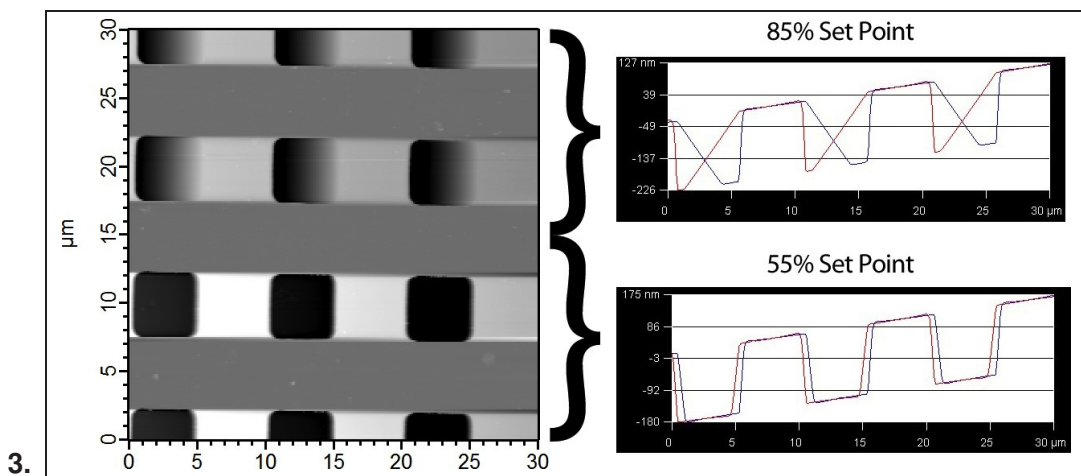 3.
30
25
20
15
10
5
0
μm
0 5 10 15 20 25 30
85% Set Point
127 nm
39
-49
-137
-226
0 5 10 15 20 25 30 μm
55% Set Point
175 nm
86
-3
-92
-180
0 5 10 15 20 25 30 μm